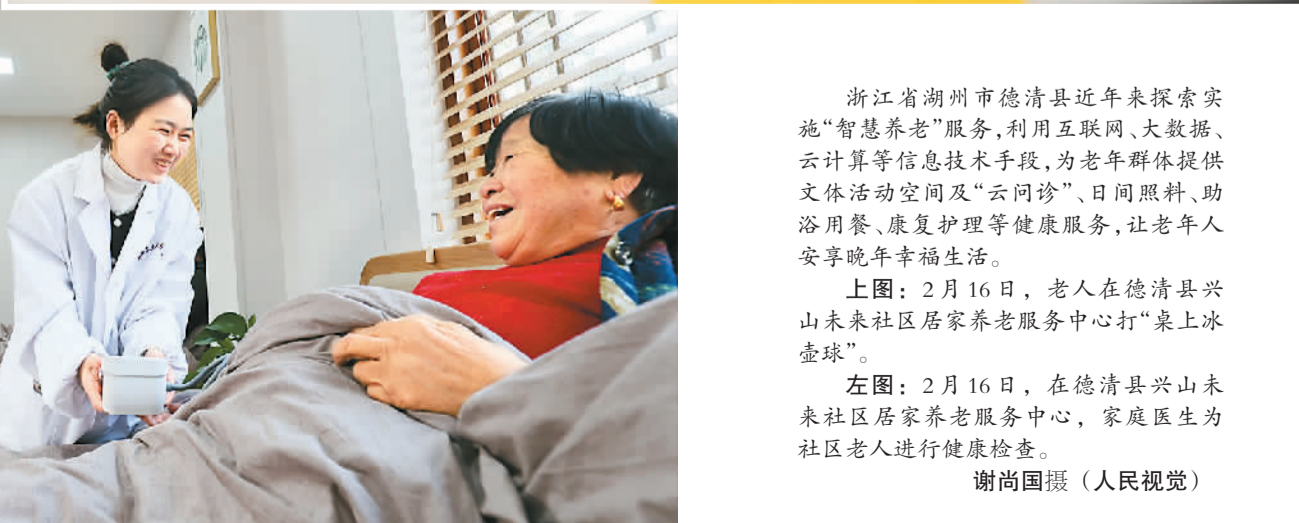 浙江省湖州市德清县近年来探索实
施“智慧养老”服务,利用互联网、大数据、
云计算等信息技术手段,为老年群体提供
文体活动空间及“云问诊”、日间照料、助
浴用餐、康复护理等健康服务,让老年人
安享晚年幸福生活。
上图：2月16日，老人在德清县兴
山未来社区居家养老服务中心打“桌上冰
壶球”。
左图：2月16日，在德清县兴山未
来社区居家养老服务中心，家庭医生为
社区老人进行健康检查。
谢尚国摄（人民视觉）